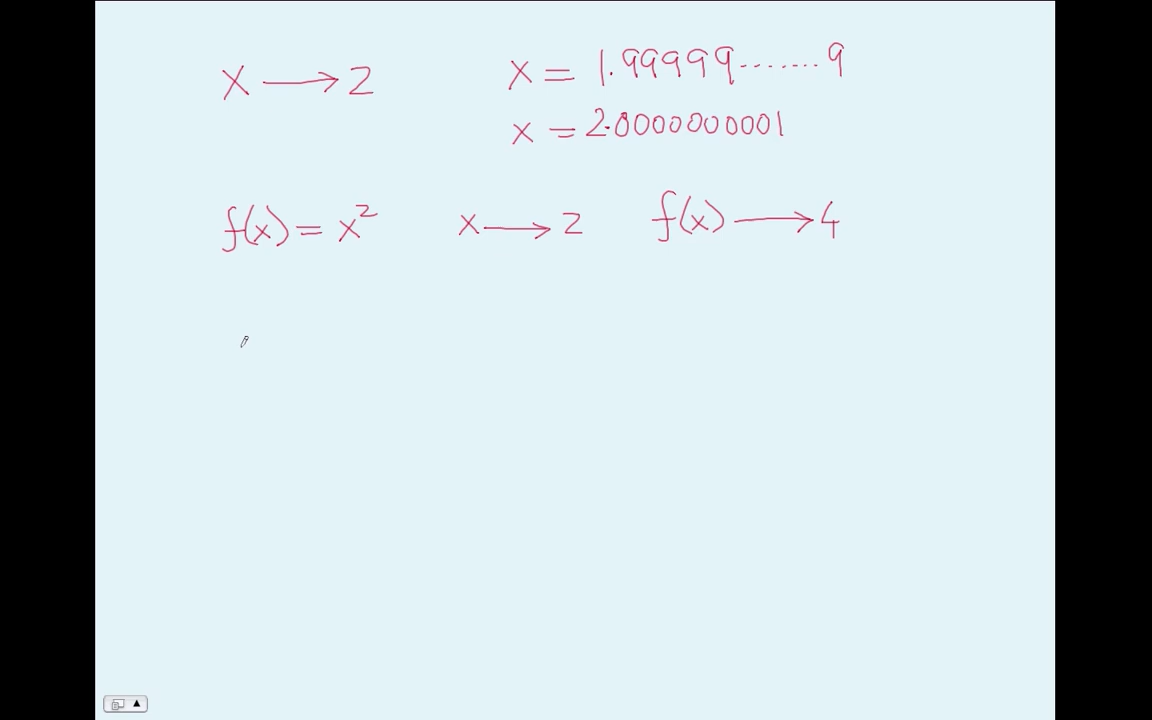 x → 2 x = 1.99999.......9
x = 2.0000000001
f(x) = x² x → 2 f(x) → 4